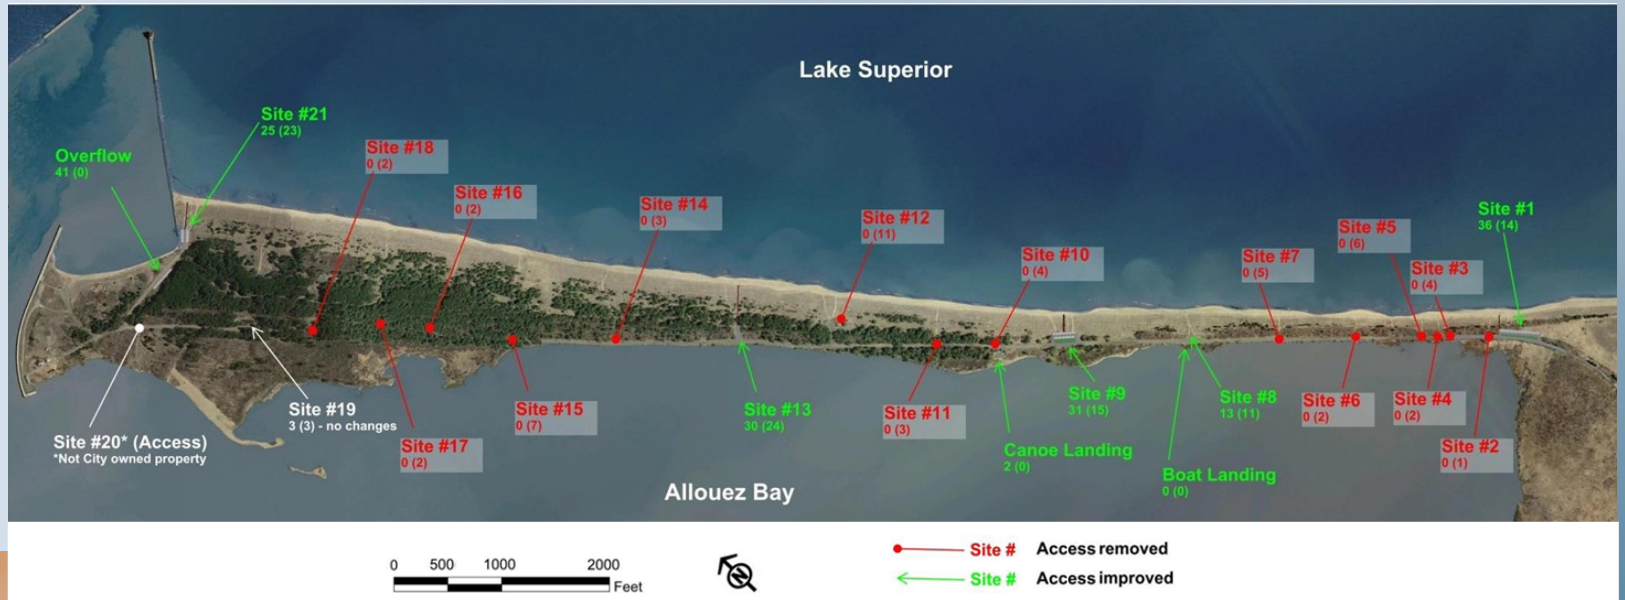 Lake Superior
Site #21
25 (23)
Overflow
41 (0)
Site #18
0 (2)
Site #16
0 (2)
Site #14
0 (3)
Site #12
0 (11)
Site #10
0 (4)
Site #7
0 (5)
Site #5
0 (6)
Site #3
0 (4)
Site #1
36 (14)
Site #20* (Access)
*Not City owned property
Site #19
3 (3) - no changes
Site #17
0 (2)
Site #15
0 (7)
Site #13
30 (24)
Site #11
0 (3)
Canoe Landing
2 (0)
Site #9
31 (15)
Boat Landing
0 (0)
Site #8
13 (11)
Site #6
0 (2)
Site #4
0 (2)
Site #2
0 (1)
Allouez Bay
0 500 1000 2000
Feet
N
Site # Access removed
Site # Access improved